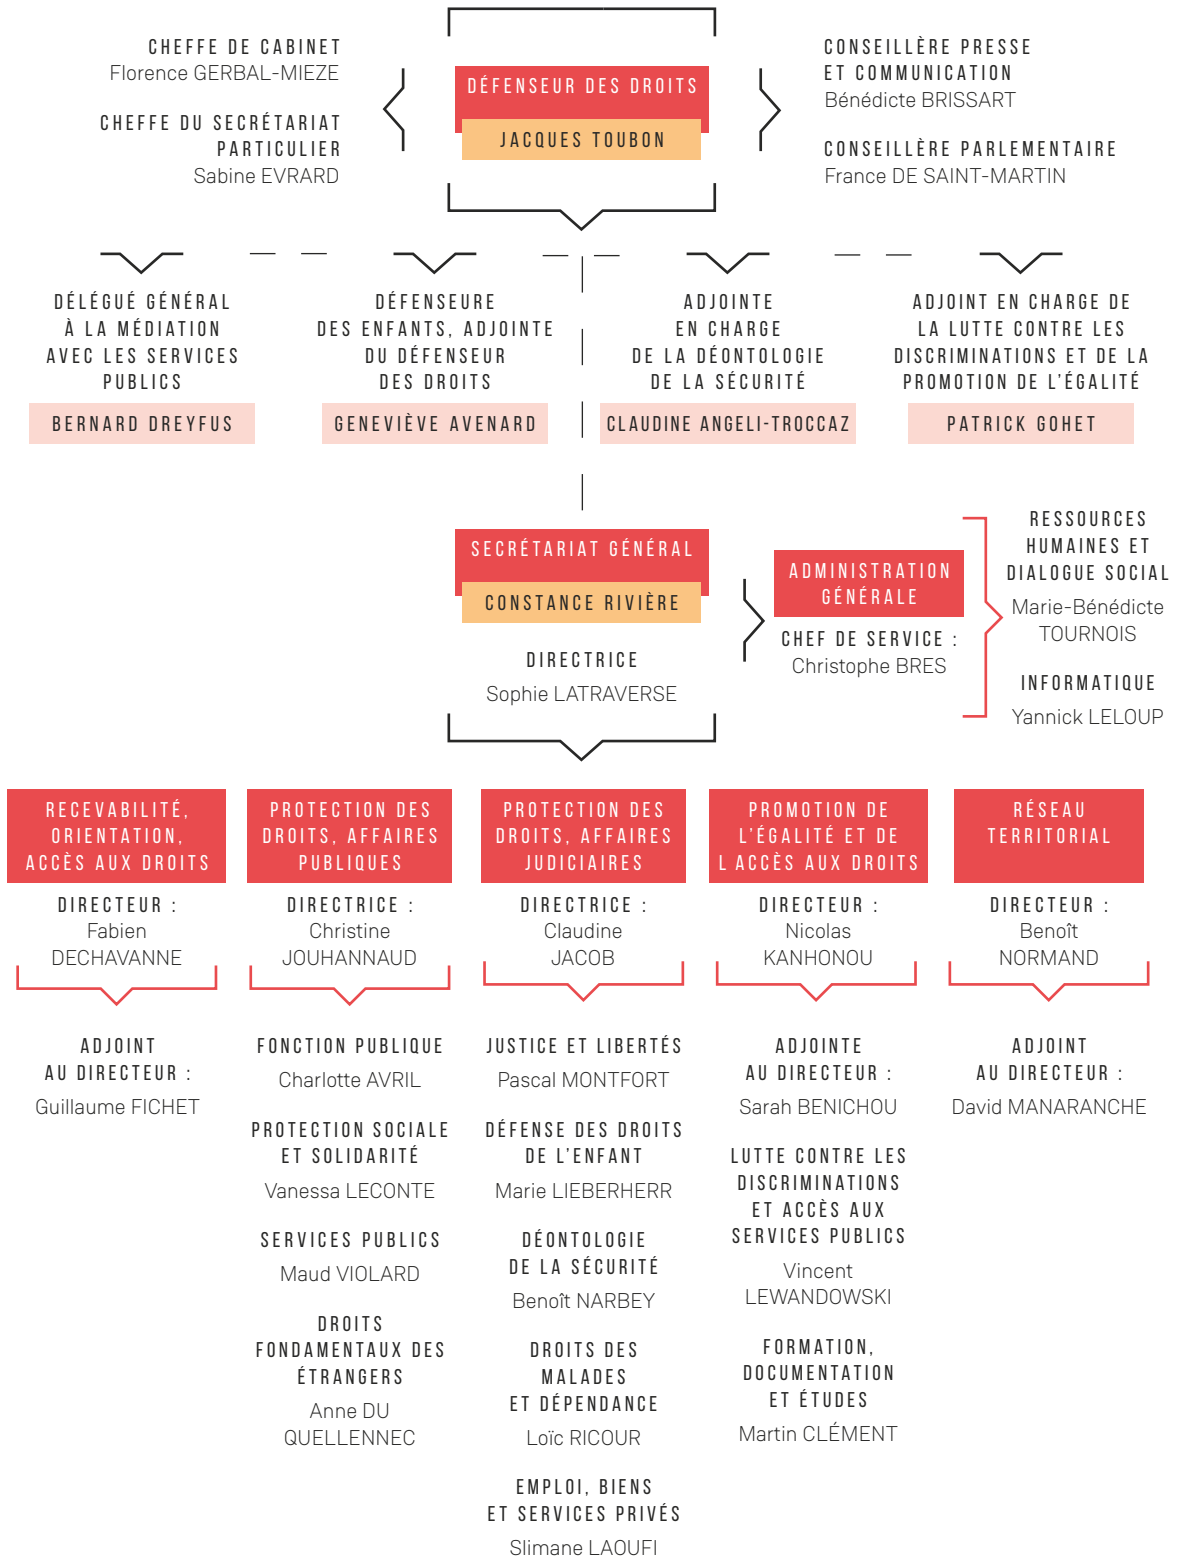 CHEFFE DE CABINET
Florence GERBAL-MIEZE
CHEFFE DU SECRÉTARIAT
PARTICULIER
Sabine EVRARD
DÉFENSEUR DES DROITS
JACQUES TOUBON
CONSEILLÈRE PRESSE
ET COMMUNICATION
Bénédicte BRISSART
CONSEILLÈRE PARLEMENTAIRE
France DE SAINT-MARTIN
DÉLÉGUÉ GÉNÉRAL
À LA MÉDIATION
AVEC LES SERVICES
PUBLICS
BERNARD DREYFUS
DÉFENSEURE
DES ENFANTS, ADJOINTE
DU DÉFENSEUR
DES DROITS
GENEVIÈVE AVENARD
ADJOINTE
EN CHARGE
DE LA DÉONTOLOGIE
DE LA SÉCURITÉ
CLAUDINE ANGELI-TROCCAZ
ADJOINT EN CHARGE DE
LA LUTTE CONTRE LES
DISCRIMINATIONS ET DE LA
PROMOTION DE L'ÉGALITÉ
PATRICK GOHET
SECRÉTARIAT GÉNÉRAL
CONSTANCE RIVIÈRE
DIRECTRICE
Sophie LATRAVERSE
ADMINISTRATION
GÉNÉRALE
CHEF DE SERVICE :
Christophe BRES
RESSOURCES
HUMAINES ET
DIALOGUE SOCIAL
Marie-Bénédicte
TOURNOIS
INFORMATIQUE
Yannick LELOUP
RECEVABILITÉ,
ORIENTATION,
ACCÈS AUX DROITS
DIRECTEUR :
Fabien
DECHAVANNE
ADJOINT
AU DIRECTEUR :
Guillaume FICHET
PROTECTION DES
DROITS, AFFAIRES
PUBLIQUES
DIRECTRICE :
Christine
JOUHANNAUD
FONCTION PUBLIQUE
Charlotte AVRIL
PROTECTION SOCIALE
ET SOLIDARITÉ
Vanessa LECONTE
SERVICES PUBLICS
Maud VIOLARD
DROITS
FONDAMENTAUX DES
ÉTRANGERS
Anne DU
QUELLENNEC
PROTECTION DES
DROITS, AFFAIRES
JUDICIAIRES
DIRECTRICE :
Claudine
JACOB
JUSTICE ET LIBERTÉS
Pascal MONTFORT
DÉFENSE DES DROITS
DE L'ENFANT
Marie LIEBERHERR
DÉONTOLOGIE
DE LA SÉCURITÉ
Benoît NARBEY
DROITS DES
MALADES
ET DÉPENDANCE
Loïc RICOUR
EMPLOI, BIENS
ET SERVICES PRIVÉS
Slimane LAOUFI
PROMOTION DE
L'ÉGALITÉ ET DE
L ACCÈS AUX DROITS
DIRECTEUR :
Nicolas
KANHONOU
ADJOINTE
AU DIRECTEUR :
Sarah BENICHOU
LUTTE CONTRE LES
DISCRIMINATIONS
ET ACCÈS AUX
SERVICES PUBLICS
Vincent
LEWANDOWSKI
FORMATION,
DOCUMENTATION
ET ÉTUDES
Martin CLÉMENT
RÉSEAU
TERRITORIAL
DIRECTEUR :
Benoît
NORMAND
ADJOINT
AU DIRECTEUR :
David MANARANCHE